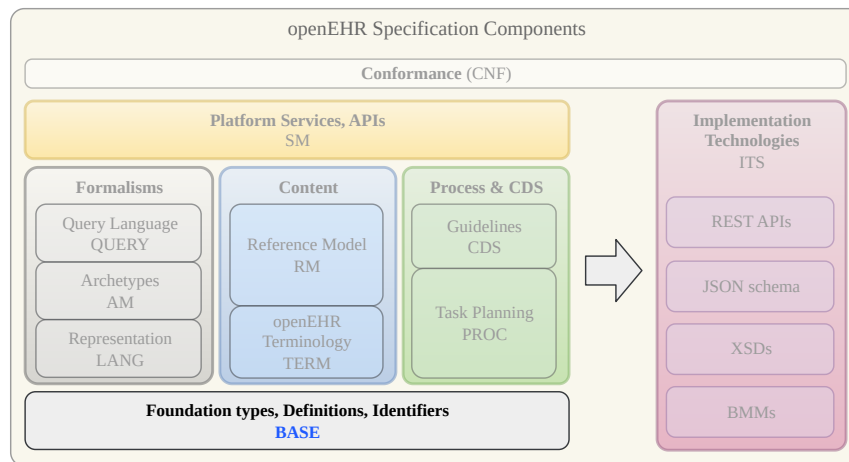 openEHR Specification Components
Conformance (CNF)
Platform Services, APIs
SM
Formalisms
Query Language
QUERY
Archetypes
AM
Representation
LANG
Content
Reference Model
RM
openEHR
Terminology
TERM
Process & CDS
Guidelines
CDS
Task Planning
PROC
Foundation types, Definitions, Identifiers
BASE
Implementation
Technologies
ITS
REST APIs
JSON schema
XSDs
BMMs